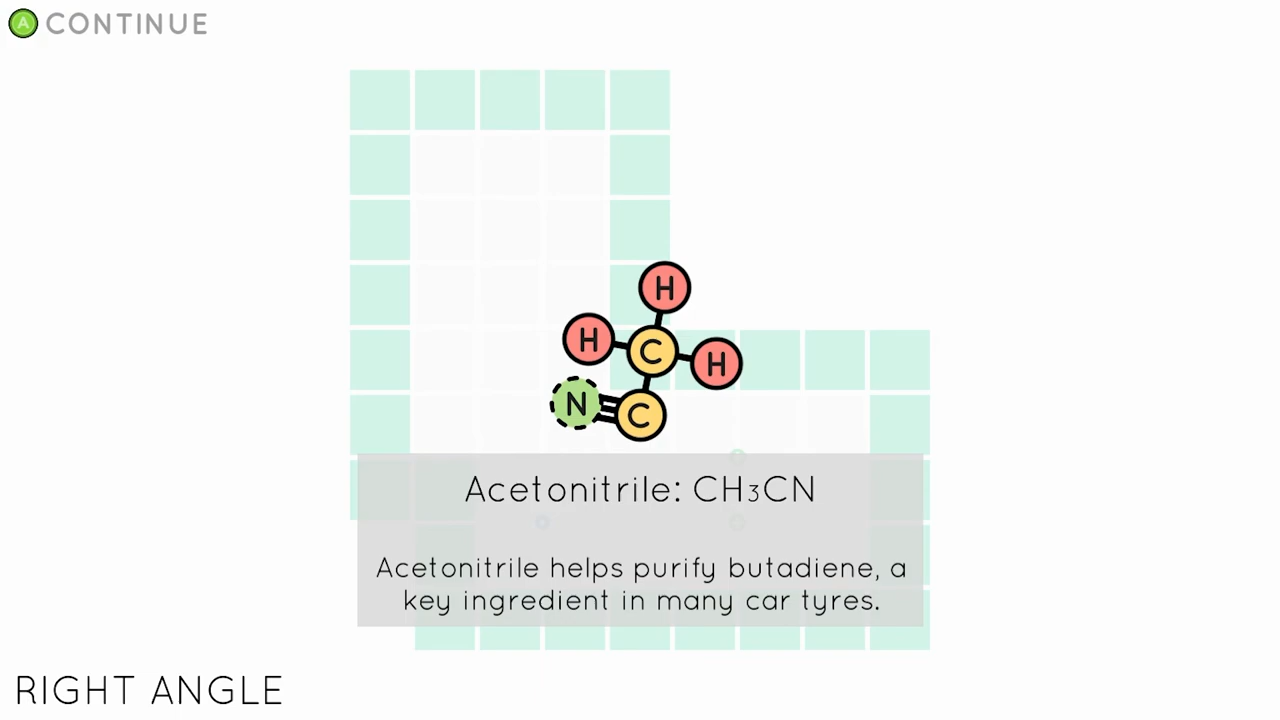 A CONTINUE
H
H C H
N C
Acetonitrile: CH₃CN
Acetonitrile helps purify butadiene, a
key ingredient in many car tyres.
RIGHT ANGLE